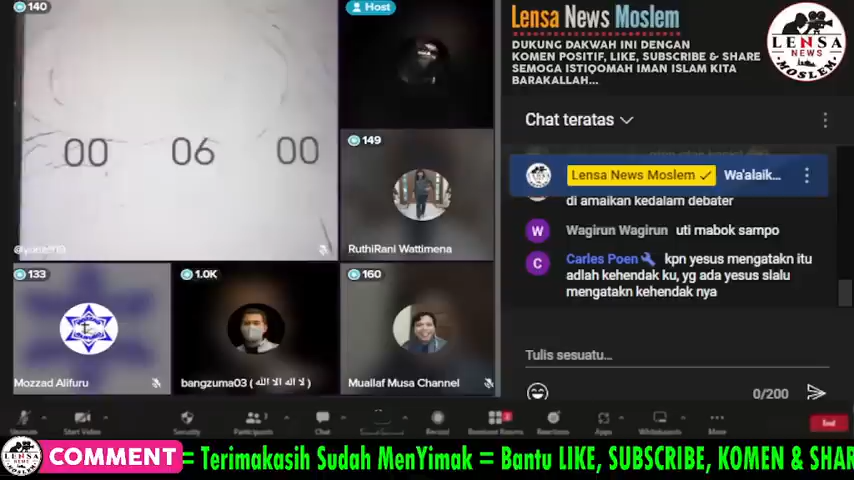 140
Host
00 06 00
149
RuthiRani Wattimena
133
Mozzad Alifuru
1.0K
bangzuma03 ( لا اله الا الله )
160
Muallaf Musa Channel
Lensa News Moslem
DUKUNG DAKWAH INI DENGAN
KOMEN POSITIF, LIKE, SUBSCRIBE & SHARE
SEMOGA ISTIQOMAH IMAN ISLAM KITA
BARAKALLAH...
LENSA
NEWS
MOSLEM
Chat teratas
Lensa News Moslem Wa'alaik...
di amaikan kedalam debater
W
Wagirun Wagirun uti mabok sampo
C
Carles Poen kpn yesus mengatakn itu
adlah kehendak ku, yg ada yesus slalu
mengatakn kehendak nya
Tulis sesuatu...
0/200
Start Video
Security
Participants
Chat
Record
Reactions
Apps
Whiteboards
More
End
COMMENT = Terimakasih Sudah MenYimak = Bantu LIKE, SUBSCRIBE, KOMEN & SHAR